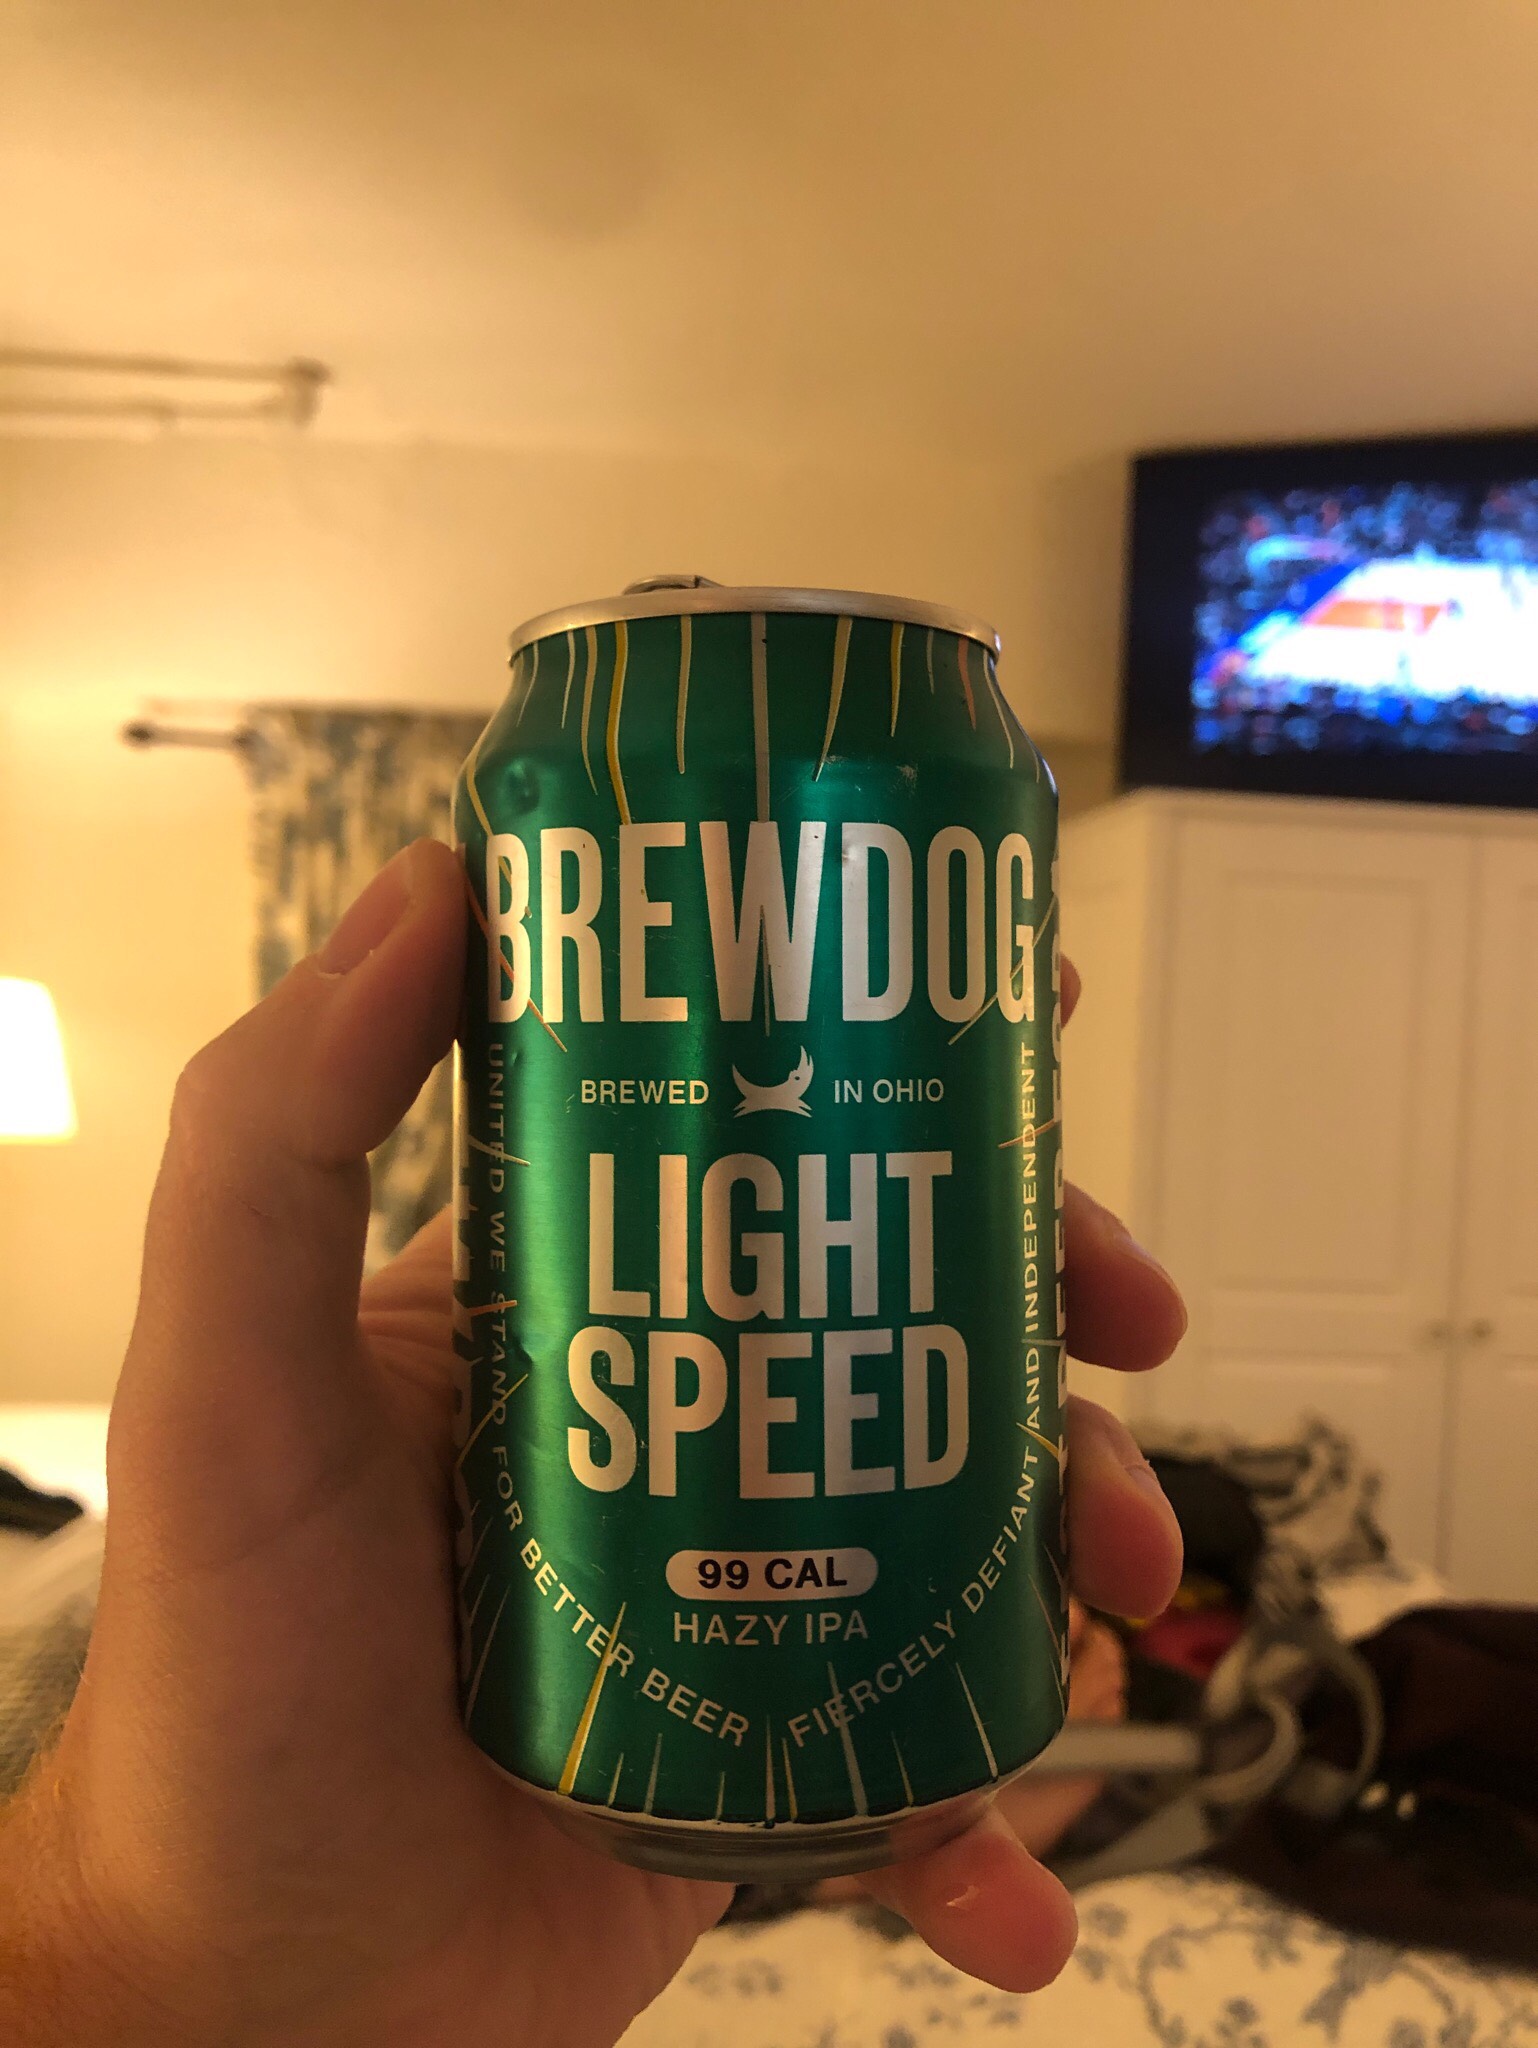 BREWDOG
BREWED IN OHIO
LIGHT
SPEED
99 CAL
HAZY IPA
UNITED WE STAND FOR BETTER BEER
FIERCELY DEFIANT AND INDEPENDENT